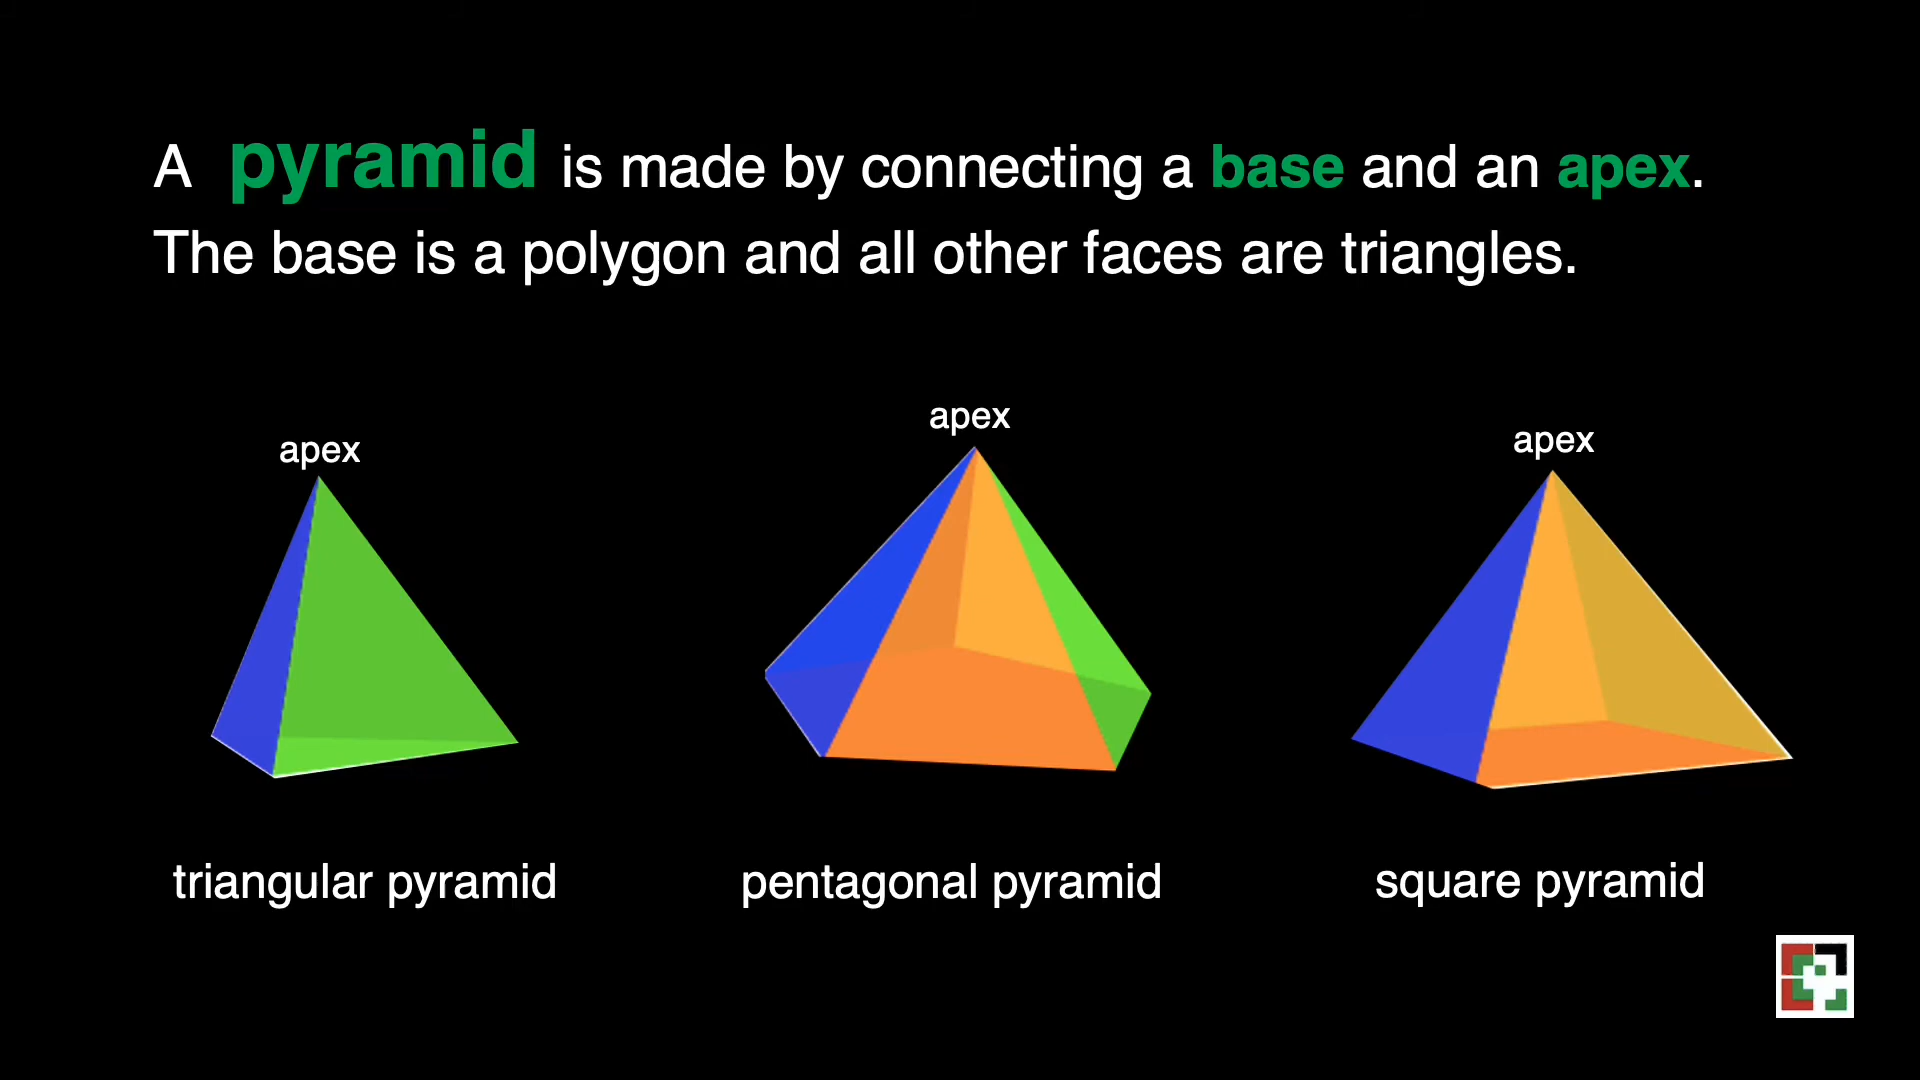 A pyramid is made by connecting a base and an apex.
The base is a polygon and all other faces are triangles.
apex
apex
apex
triangular pyramid
pentagonal pyramid
square pyramid